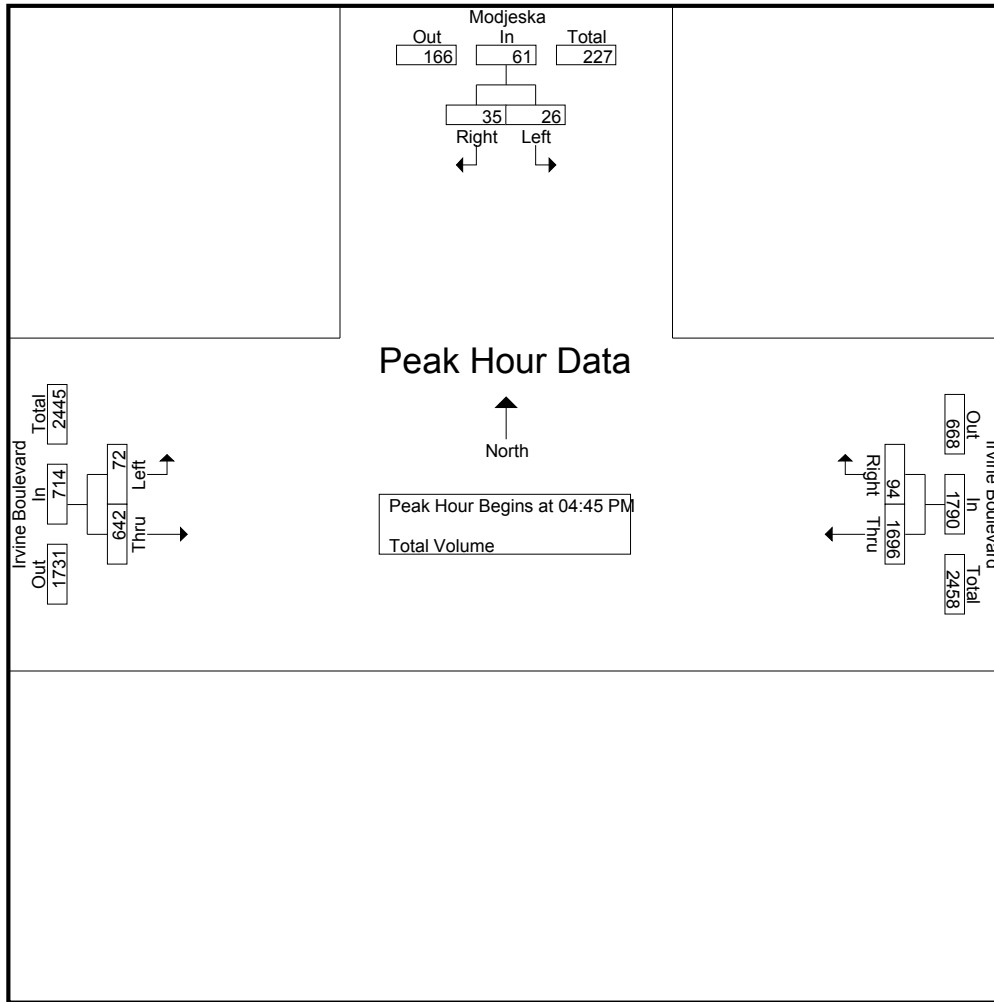 Modjeska
Out In Total
166 61 227
35 26
Right Left
Peak Hour Data
North
Peak Hour Begins at 04:45 PM
Total Volume
Irvine Boulevard
Out In Total
1731 714 2445
Thru Left
642 72
Irvine Boulevard
Out In Total
668 1790 2458
Right Thru
94 1696